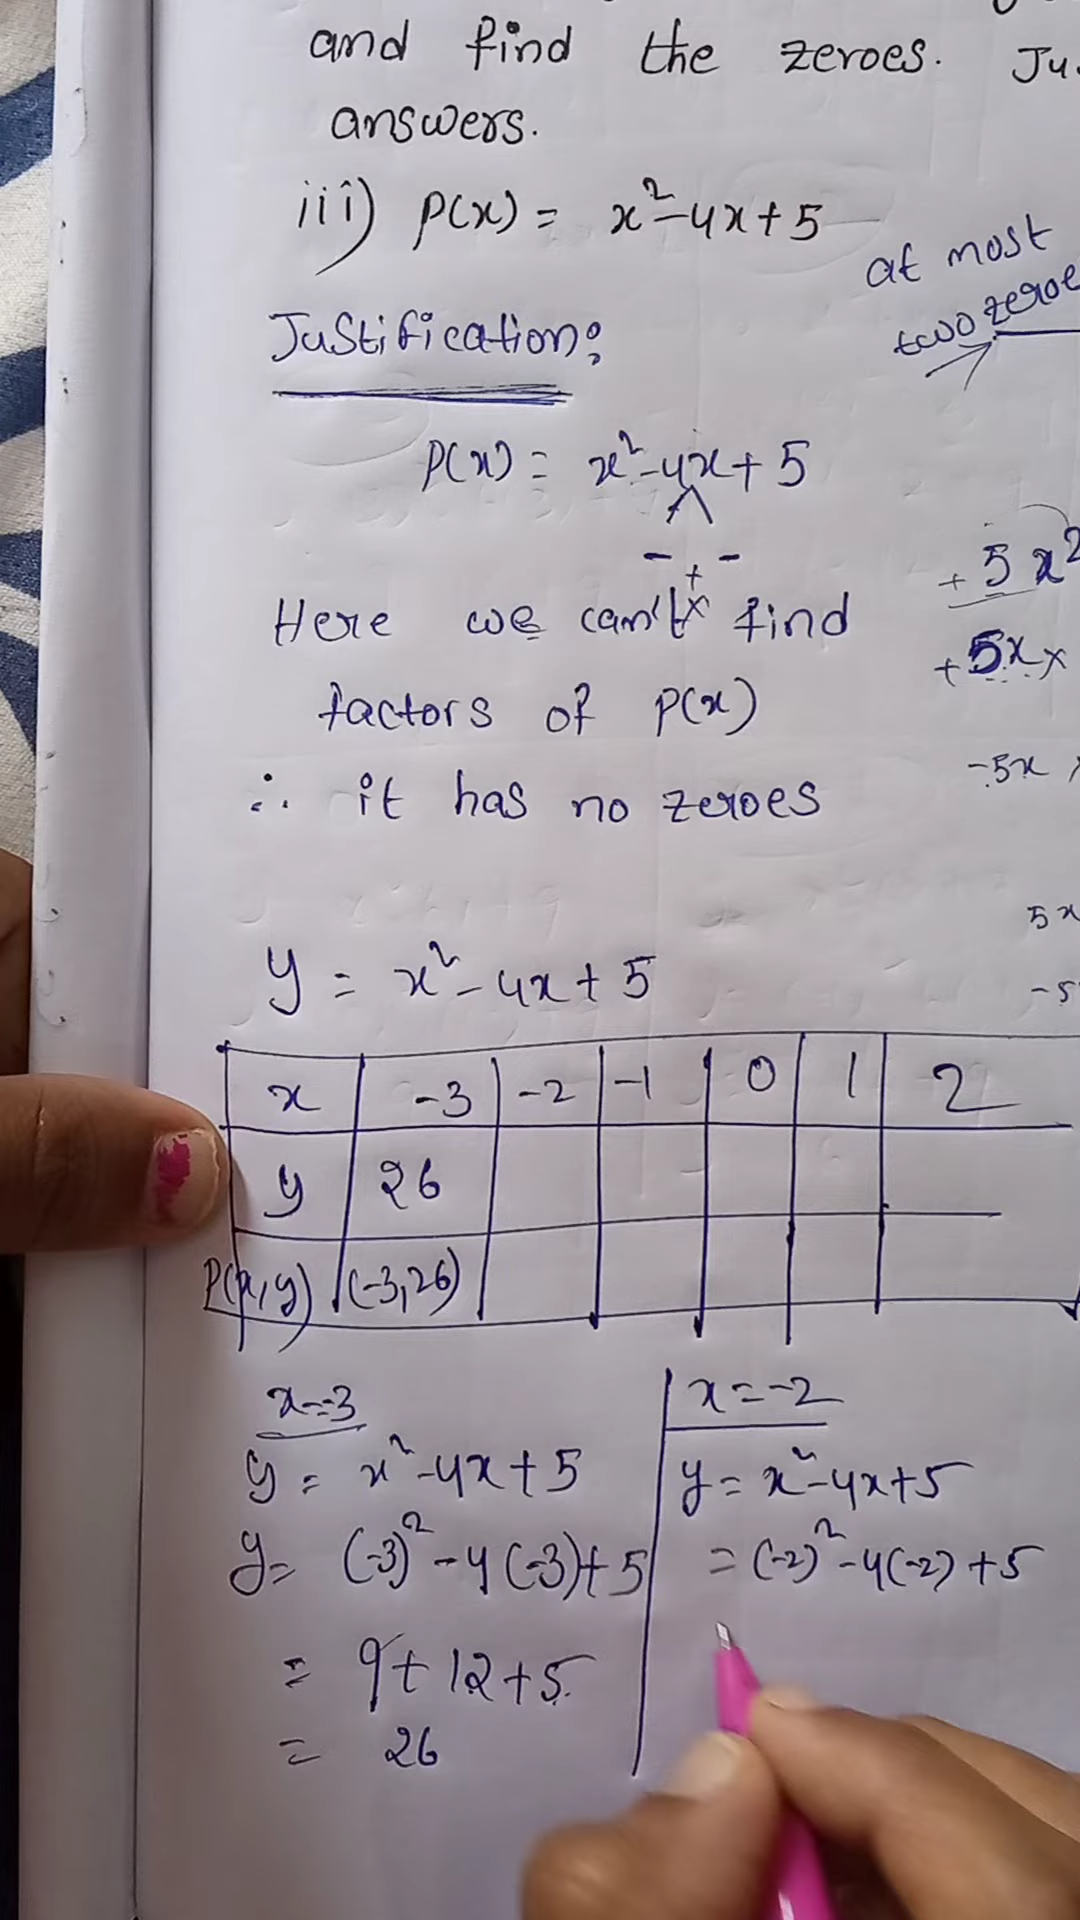 and find the zeroes.
answers.
iii) P(x) = x²-4x+5
at most
two zeroe
Justification:
P(x) = x²-4x+5
- + -
x
Here we can't find
+5x²
+5x x
factors of P(x)
-5x
∴ it has no zeroes
5x
y = x²-4x+5
-5
x -3 -2 -1 0 1 2
y 26
P(x,y) (-3,26)
x=-3
y = x²-4x+5
y= (-3)²-4(-3)+5
= 9+12+5
= 26
x=-2
y=x²-4x+5
=(-2)²-4(-2)+5